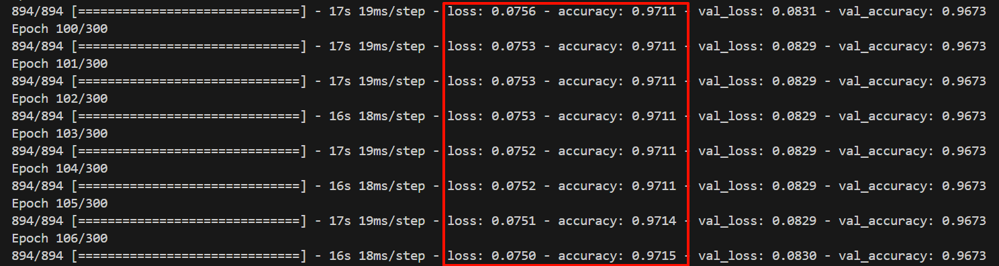 894/894 [==============================] - 17s 19ms/step - loss: 0.0756 - accuracy: 0.9711 - val_loss: 0.0831 - val_accuracy: 0.9673
Epoch 100/300
894/894 [==============================] - 17s 19ms/step - loss: 0.0753 - accuracy: 0.9711 - val_loss: 0.0829 - val_accuracy: 0.9673
Epoch 101/300
894/894 [==============================] - 17s 19ms/step - loss: 0.0753 - accuracy: 0.9711 - val_loss: 0.0829 - val_accuracy: 0.9673
Epoch 102/300
894/894 [==============================] - 16s 18ms/step - loss: 0.0753 - accuracy: 0.9711 - val_loss: 0.0829 - val_accuracy: 0.9673
Epoch 103/300
894/894 [==============================] - 17s 19ms/step - loss: 0.0752 - accuracy: 0.9711 - val_loss: 0.0829 - val_accuracy: 0.9673
Epoch 104/300
894/894 [==============================] - 16s 18ms/step - loss: 0.0752 - accuracy: 0.9711 - val_loss: 0.0829 - val_accuracy: 0.9673
Epoch 105/300
894/894 [==============================] - 17s 19ms/step - loss: 0.0751 - accuracy: 0.9714 - val_loss: 0.0829 - val_accuracy: 0.9673
Epoch 106/300
894/894 [==============================] - 16s 18ms/step - loss: 0.0750 - accuracy: 0.9715 - val_loss: 0.0830 - val_accuracy: 0.9673